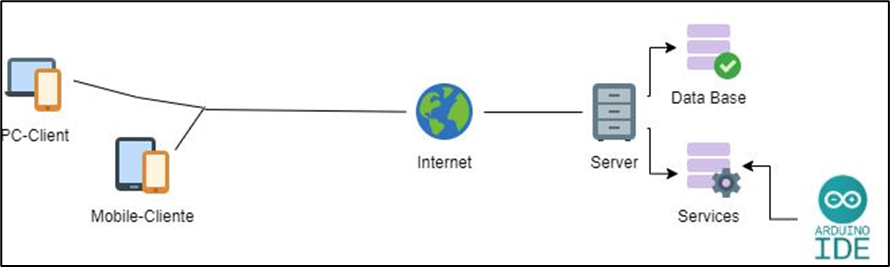 PC-Client
Mobile-Cliente
Internet
Server
Data Base
Services
ARDUINO
IDE